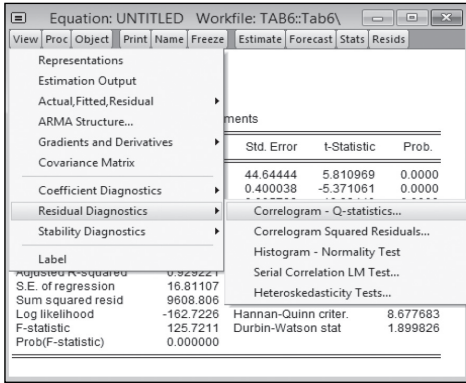 Equation: UNTITLED Workfile: TAB6::Tab6\
View Proc Object Print Name Freeze Estimate Forecast Stats Resids
Representations
Estimation Output
Actual,Fitted,Residual
ARMA Structure...
Gradients and Derivatives
Covariance Matrix
Coefficient Diagnostics
Residual Diagnostics
Stability Diagnostics
Label
Correlogram - Q-statistics...
Correlogram Squared Residuals...
Histogram - Normality Test
Serial Correlation LM Test...
Heteroskedasticity Tests...
ments
Std. Error t-Statistic Prob.
44.64444 5.810969 0.0000
0.400038 -5.371061 0.0000
Adjusted R-squared 0.929221
S.E. of regression 16.81107
Sum squared resid 9608.806
Log likelihood -162.7226 Hannan-Quinn criter. 8.677683
F-statistic 125.7211 Durbin-Watson stat 1.899826
Prob(F-statistic) 0.000000